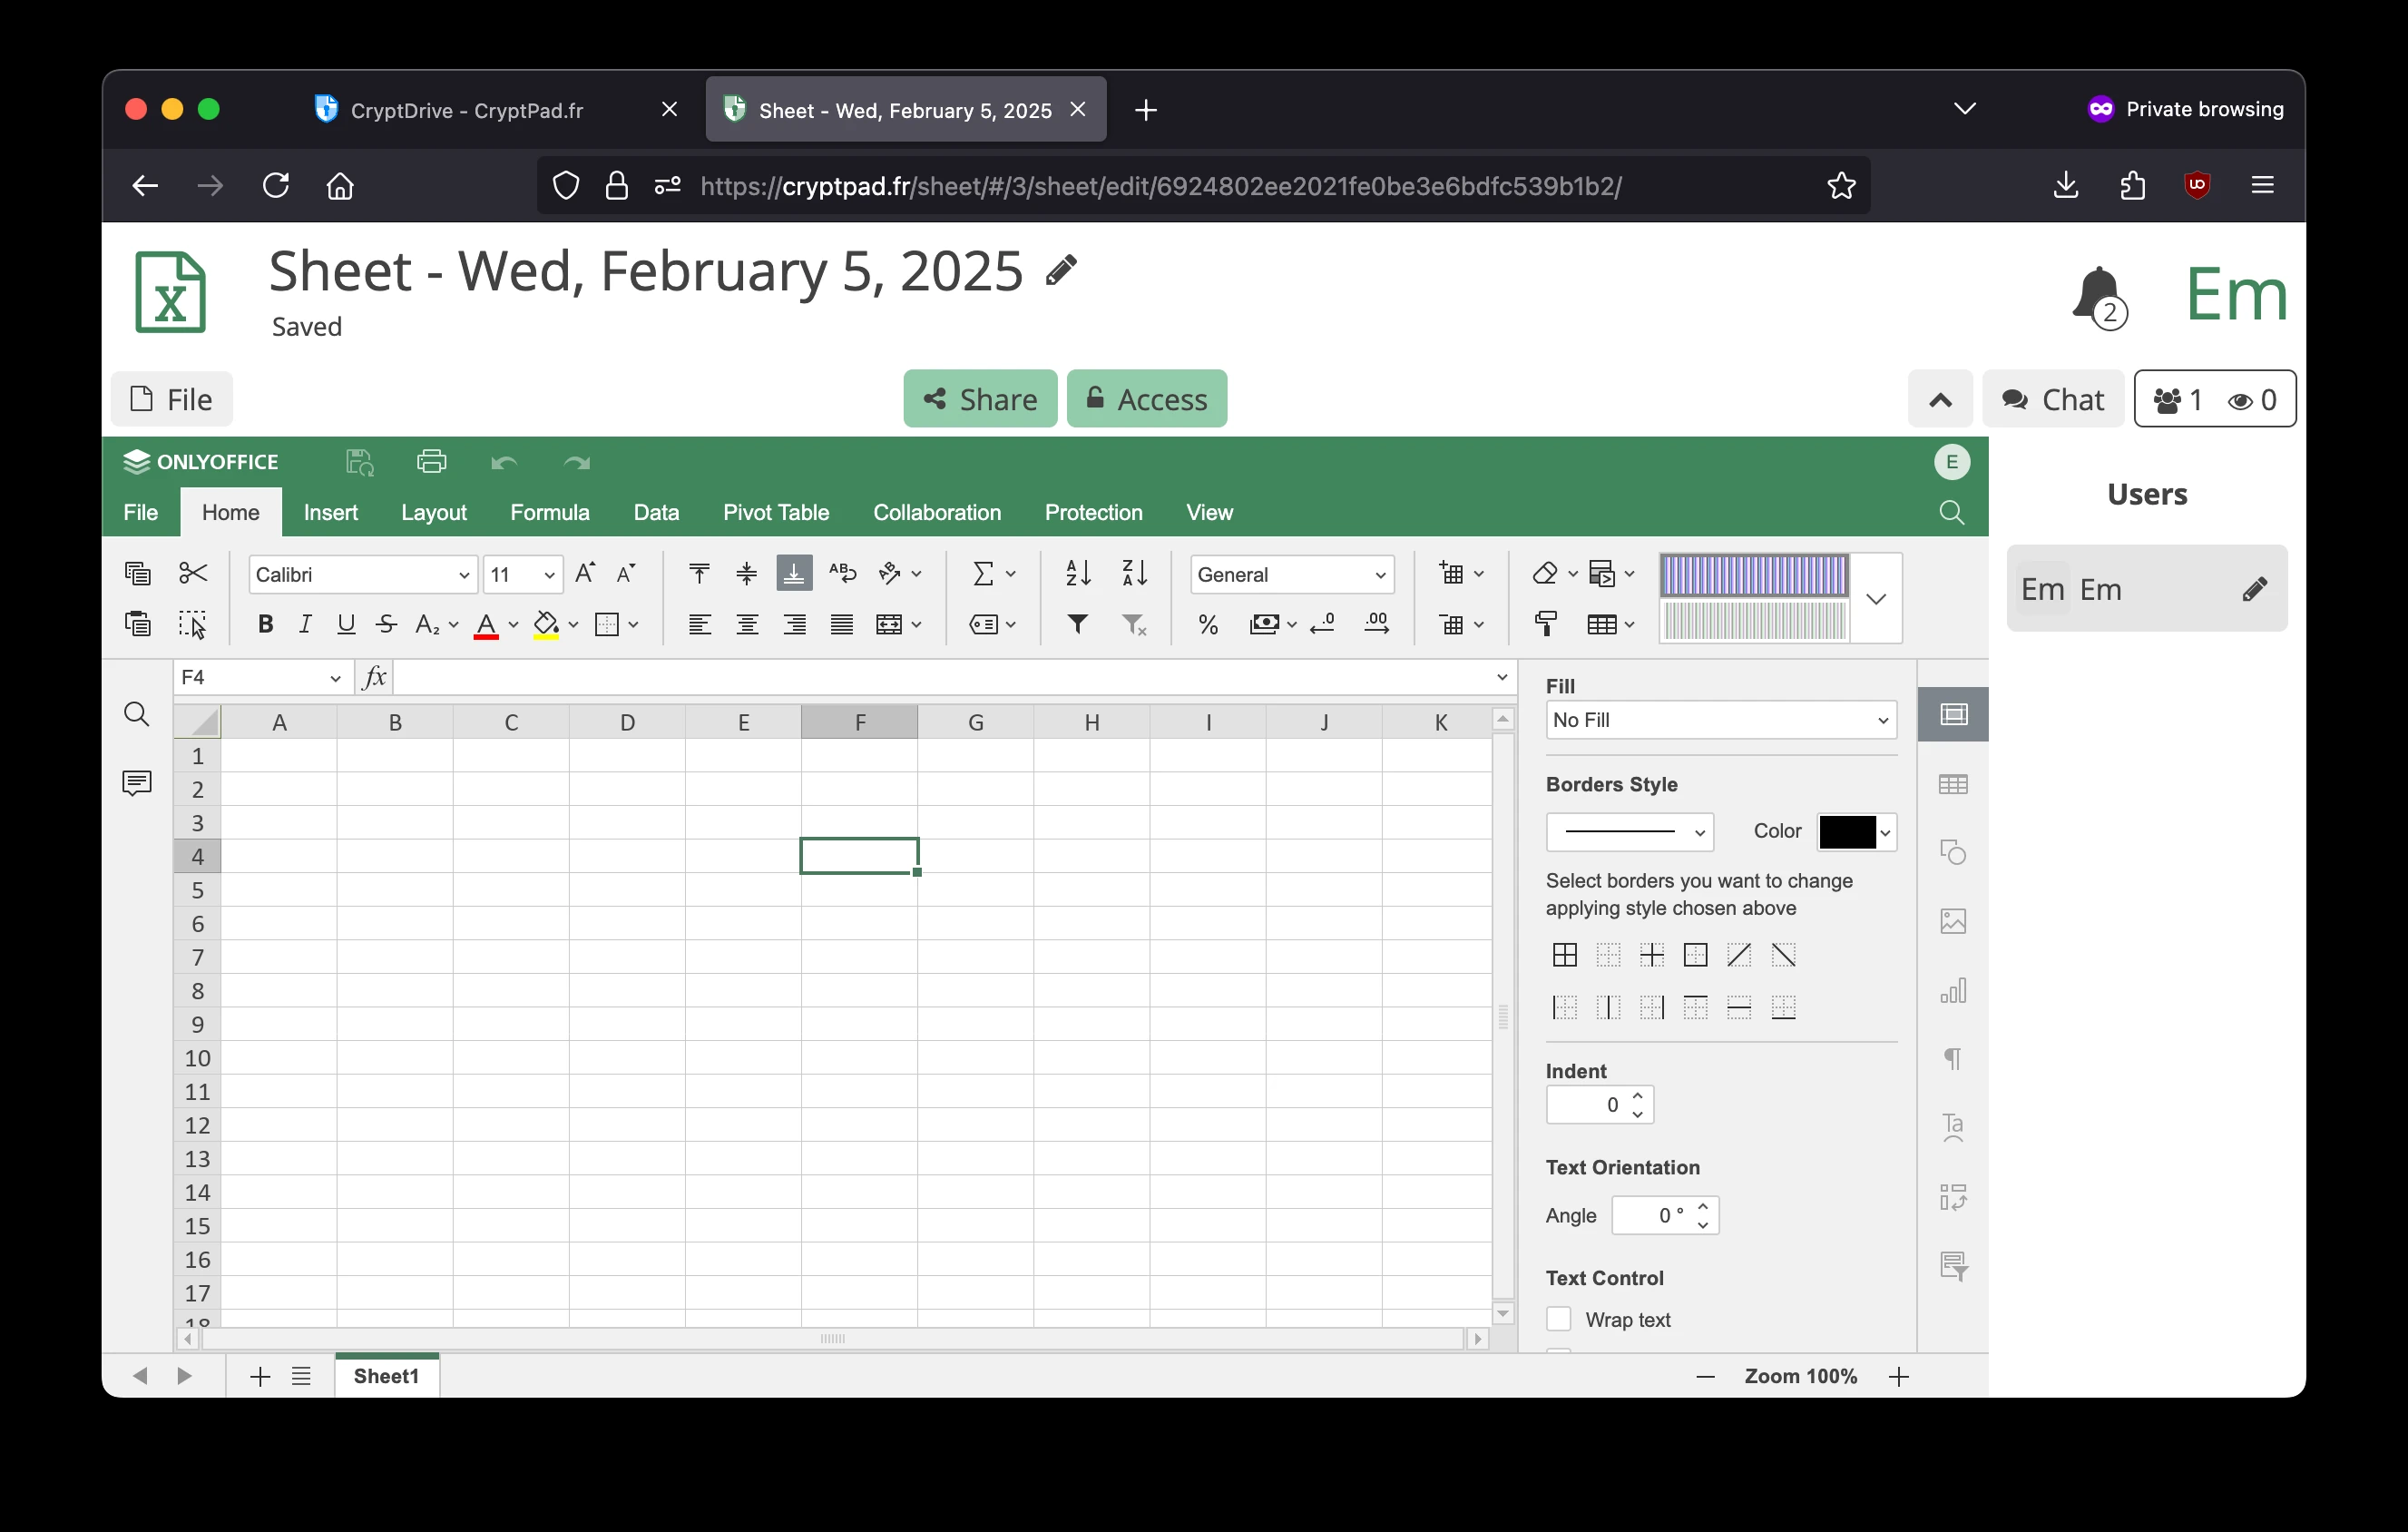 CryptDrive - CryptPad.fr
Sheet - Wed, February 5, 2025
Private browsing
https://cryptpad.fr/sheet/#/3/sheet/edit/6924802ee2021fe0be3e6bdfc539b1b2/
Sheet - Wed, February 5, 2025
Saved
2
Em
File
Share
Access
Chat
1
0
ONLYOFFICE
E
File
Home
Insert
Layout
Formula
Data
Pivot Table
Collaboration
Protection
View
Users
Em Em
Calibri
11
General
F4
fx
A B C D E F G H I J K
1
2
3
4
5
6
7
8
9
10
11
12
13
14
15
16
17
18
Fill
No Fill
Borders Style
Color
Select borders you want to change
applying style chosen above
Indent
0
Text Orientation
Angle 0 °
Text Control
Wrap text
Sheet1
Zoom 100%